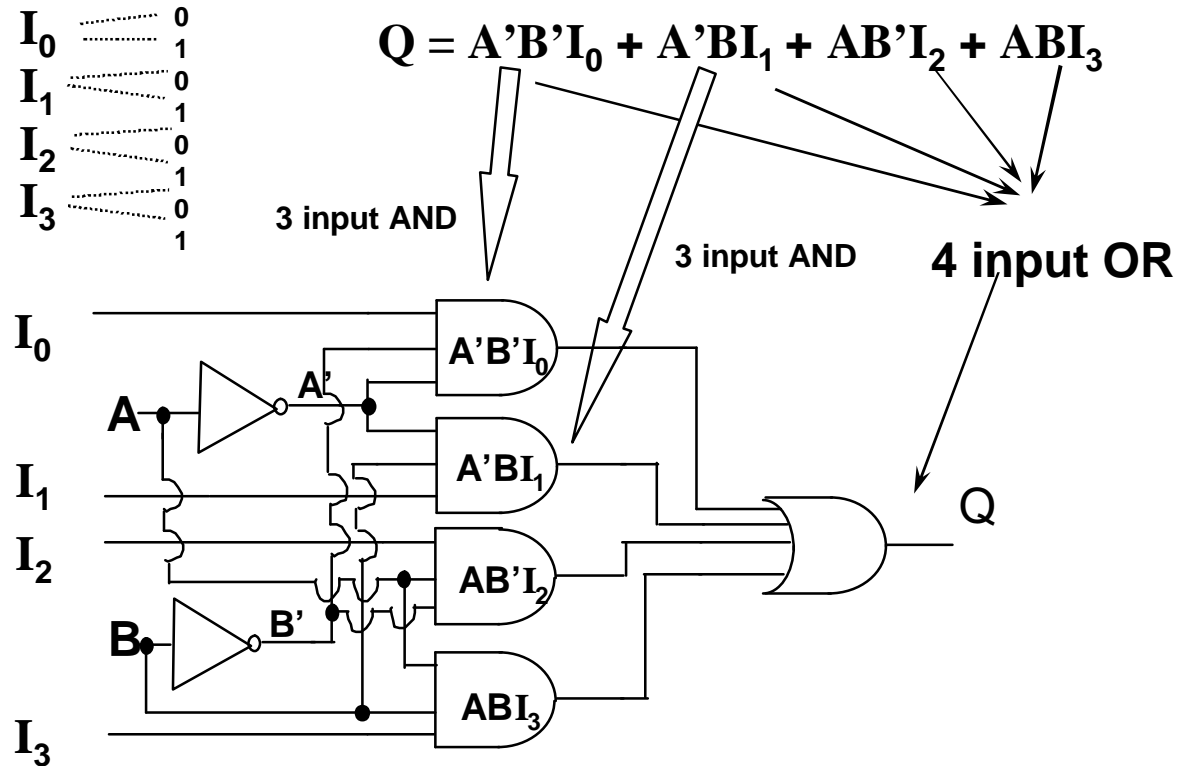 I₀ 0
1
Q = A’B’I₀ + A’BI₁ + AB’I₂ + ABI₃
I₁ 0
1
I₂ 0
1
I₃ 0
1
3 input AND
3 input AND
4 input OR
I₀
A’B’I₀
A
A’
I₁
A’BI₁
Q
I₂
AB’I₂
B
B’
ABI₃
I₃